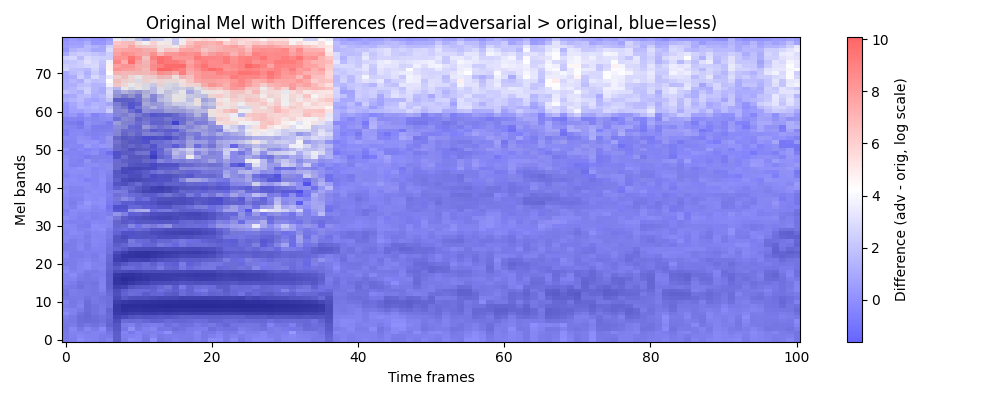 Original Mel with Differences (red=adversarial > original, blue=less)
Mel bands
70
60
50
40
30
20
10
0
0 20 40 60 80 100
Time frames
10
8
6
4
2
0
Difference (adv - orig, log scale)